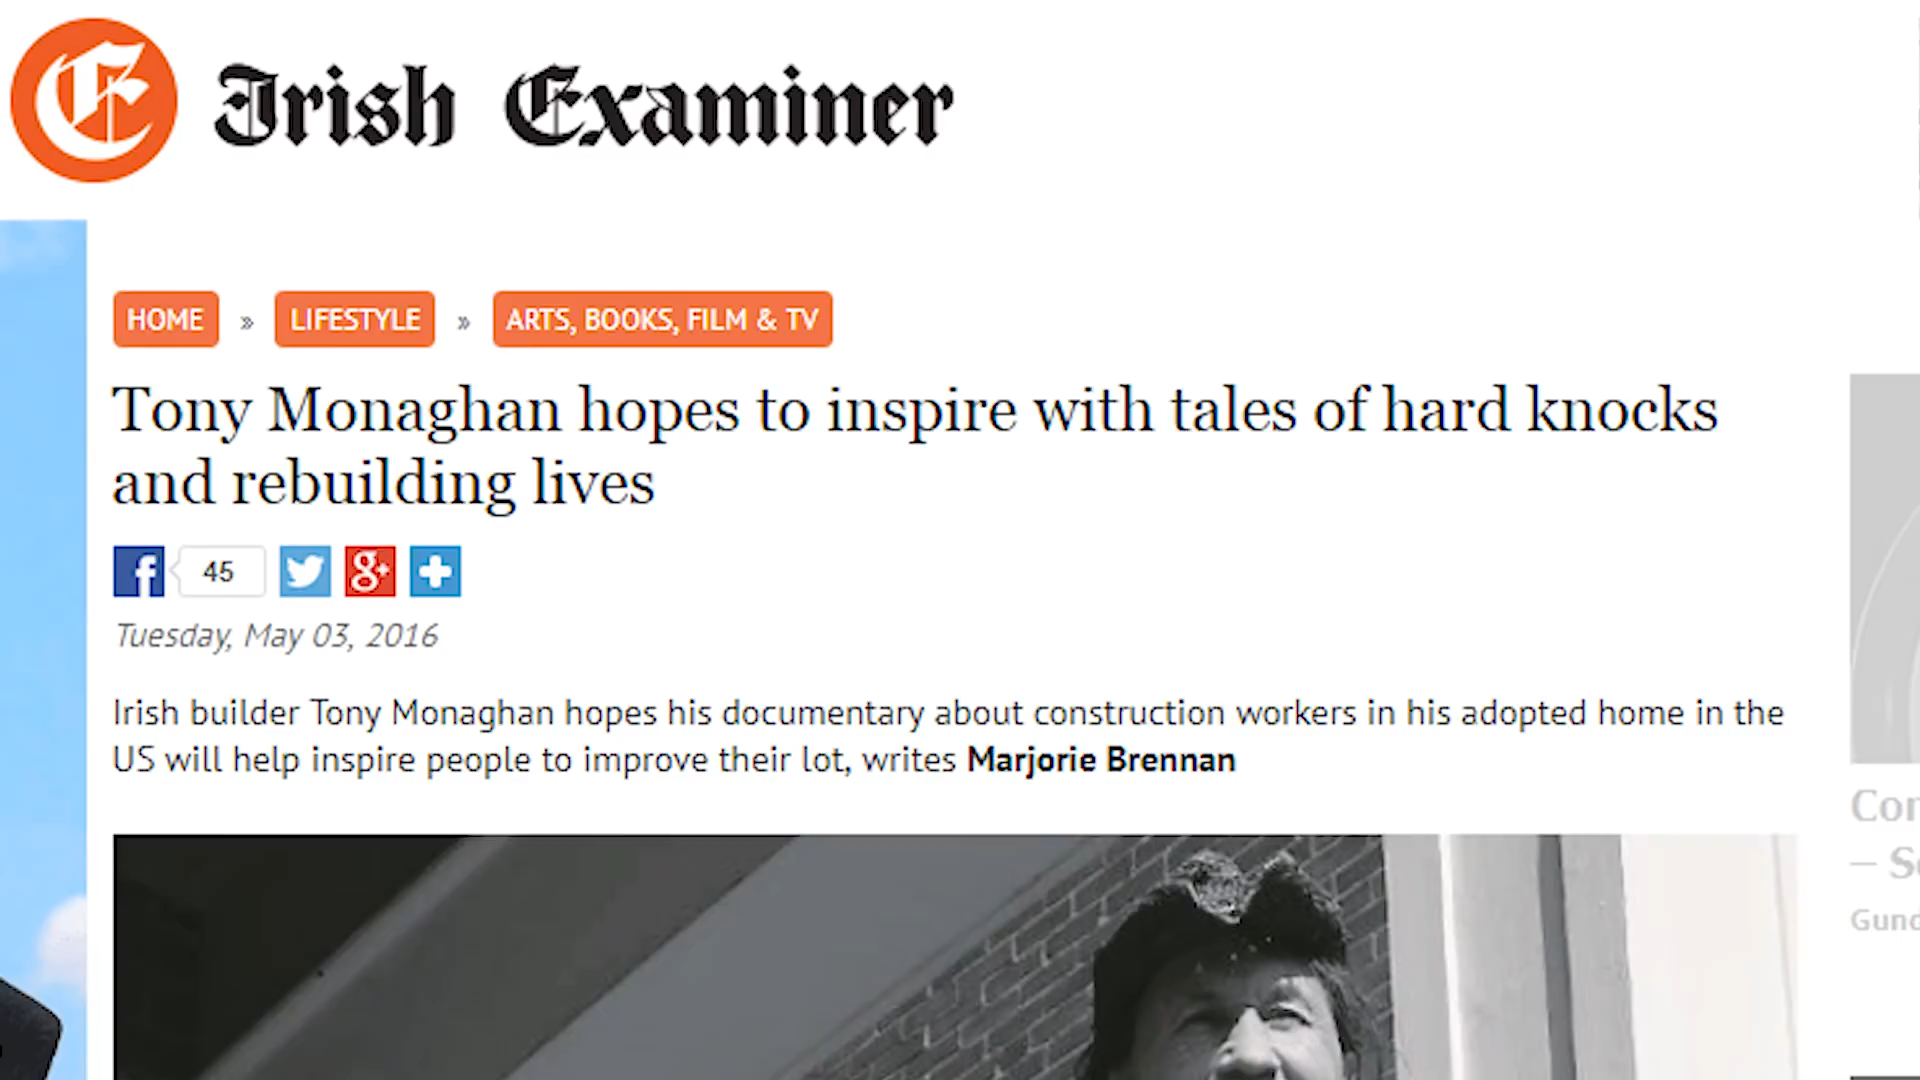 Irish Examiner
HOME » LIFESTYLE » ARTS, BOOKS, FILM & TV
Tony Monaghan hopes to inspire with tales of hard knocks
and rebuilding lives
45
Tuesday, May 03, 2016
Irish builder Tony Monaghan hopes his documentary about construction workers in his adopted home in the
US will help inspire people to improve their lot, writes Marjorie Brennan